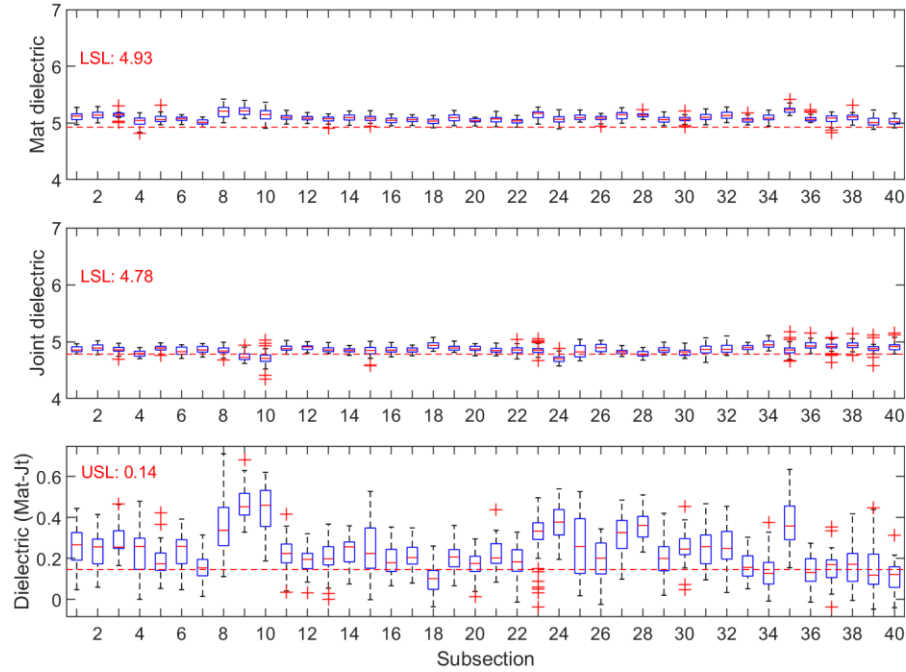 7
6
5
4
Mat dielectric
LSL: 4.93
2 4 6 8 10 12 14 16 18 20 22 24 26 28 30 32 34 36 38 40
7
6
5
4
Joint dielectric
LSL: 4.78
2 4 6 8 10 12 14 16 18 20 22 24 26 28 30 32 34 36 38 40
0.6
0.4
0.2
0
Dielectric (Mat-Jt)
USL: 0.14
2 4 6 8 10 12 14 16 18 20 22 24 26 28 30 32 34 36 38 40
Subsection